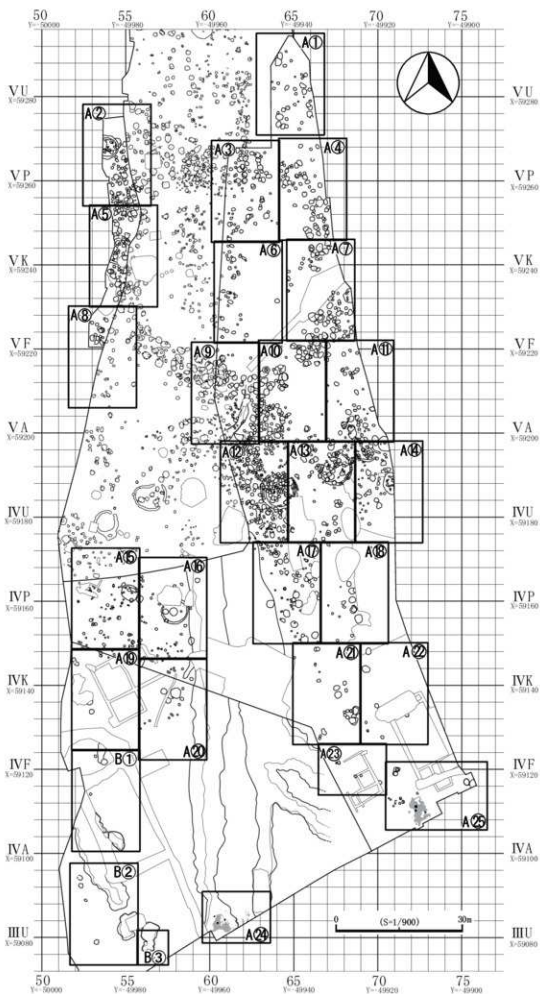 50 55 60 65 70 75
Y=-50000 Y=-49980 Y=-49960 Y=-49940 Y=-49920 Y=-49900
A①
ⅤU X=59280 ⅤU X=59280
A②
A③ A④
ⅤP X=59260 ⅤP X=59260
A⑤
A⑥ A⑦
ⅤK X=59240 ⅤK X=59240
A⑧
ⅤF X=59220 ⅤF X=59220
A⑨ A⑩ A⑪
ⅤA X=59200 ⅤA X=59200
A⑫ A⑬ A⑭
ⅣU X=59180 ⅣU X=59180
A⑮ A⑯ A⑰ A⑱
ⅣP X=59160 ⅣP X=59160
A⑲ A㉑ A㉒
ⅣK X=59140 ⅣK X=59140
A⑳ A㉓
B①
ⅣF X=59120 ⅣF X=59120
A㉕
ⅣA X=59100 ⅣA X=59100
B②
0 (S=1/900) 30m
ⅢU X=59080 ⅢU X=59080
A㉔
B③
50 55 60 65 70 75
Y=-50000 Y=-49980 Y=-49960 Y=-49940 Y=-49920 Y=-49900